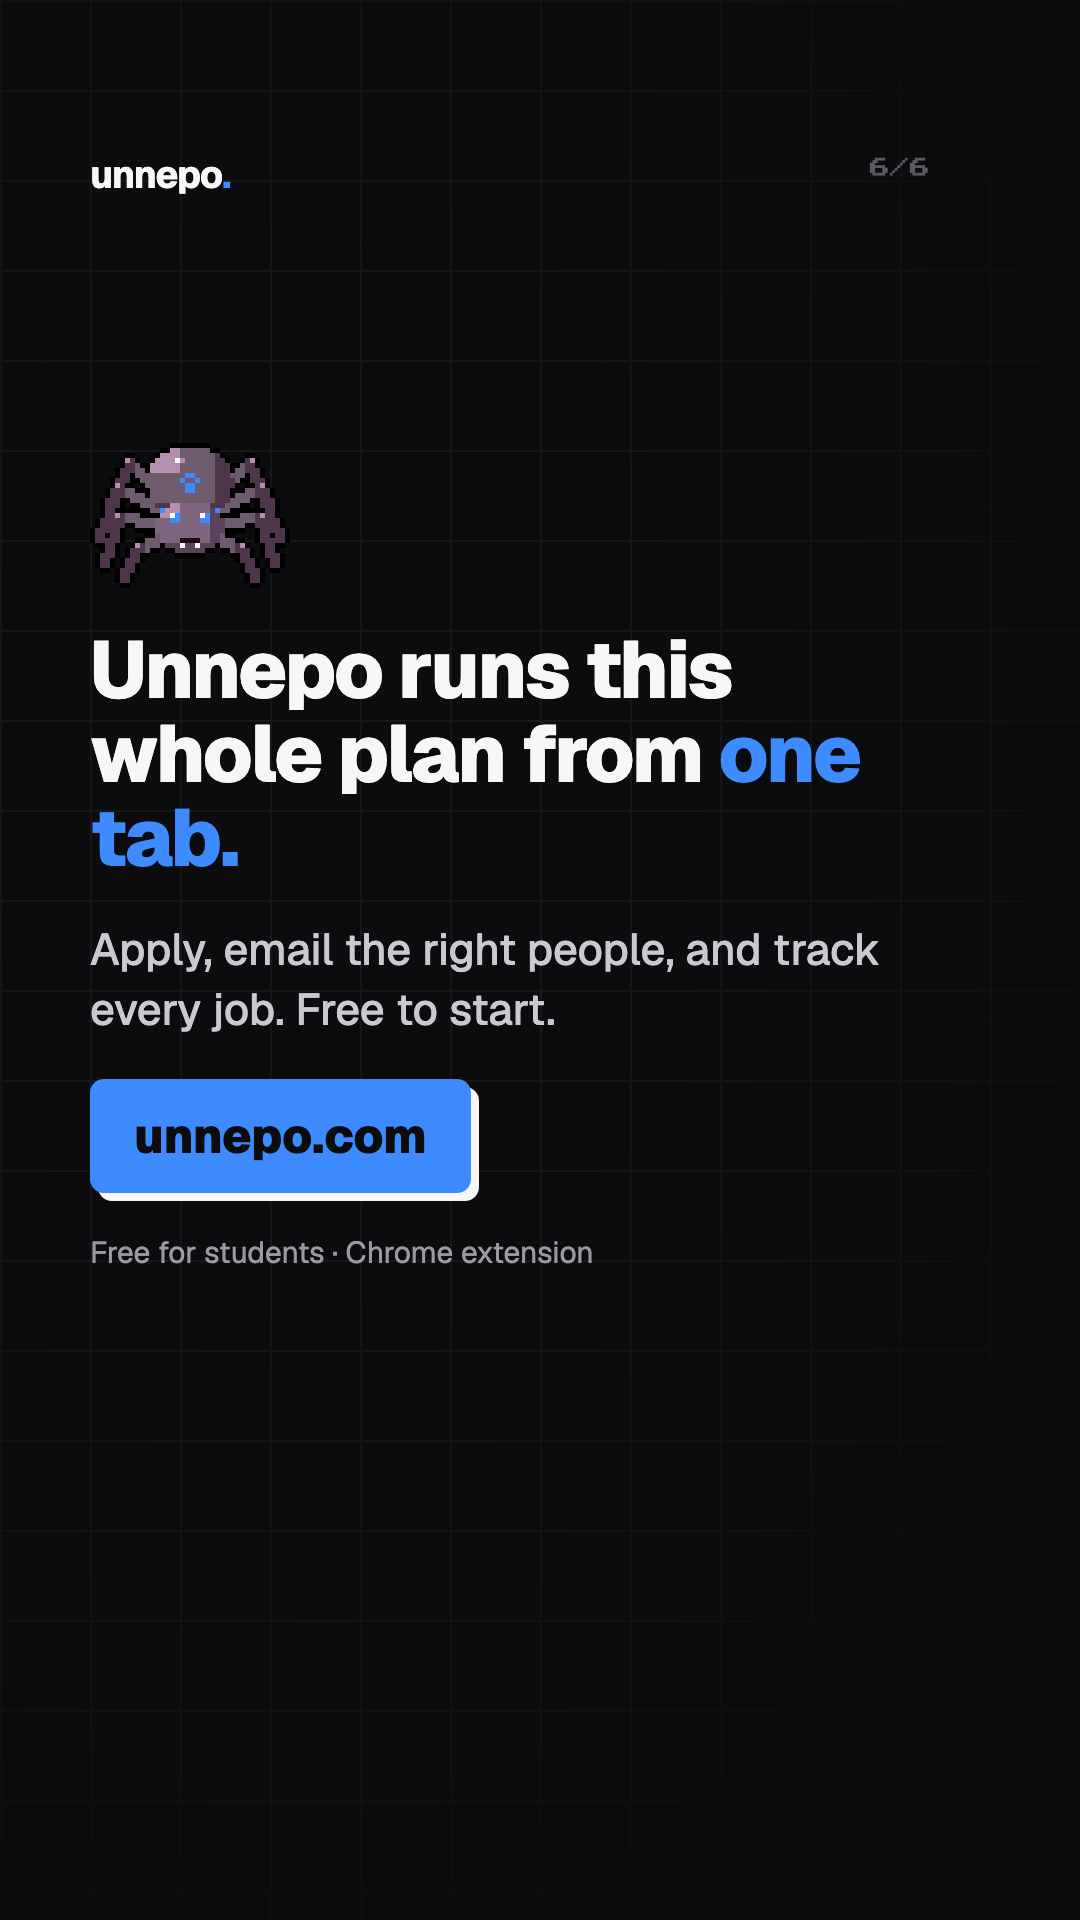 unnepo.
6/6
Unnepo runs this
whole plan from one
tab.
Apply, email the right people, and track
every job. Free to start.
unnepo.com
Free for students · Chrome extension